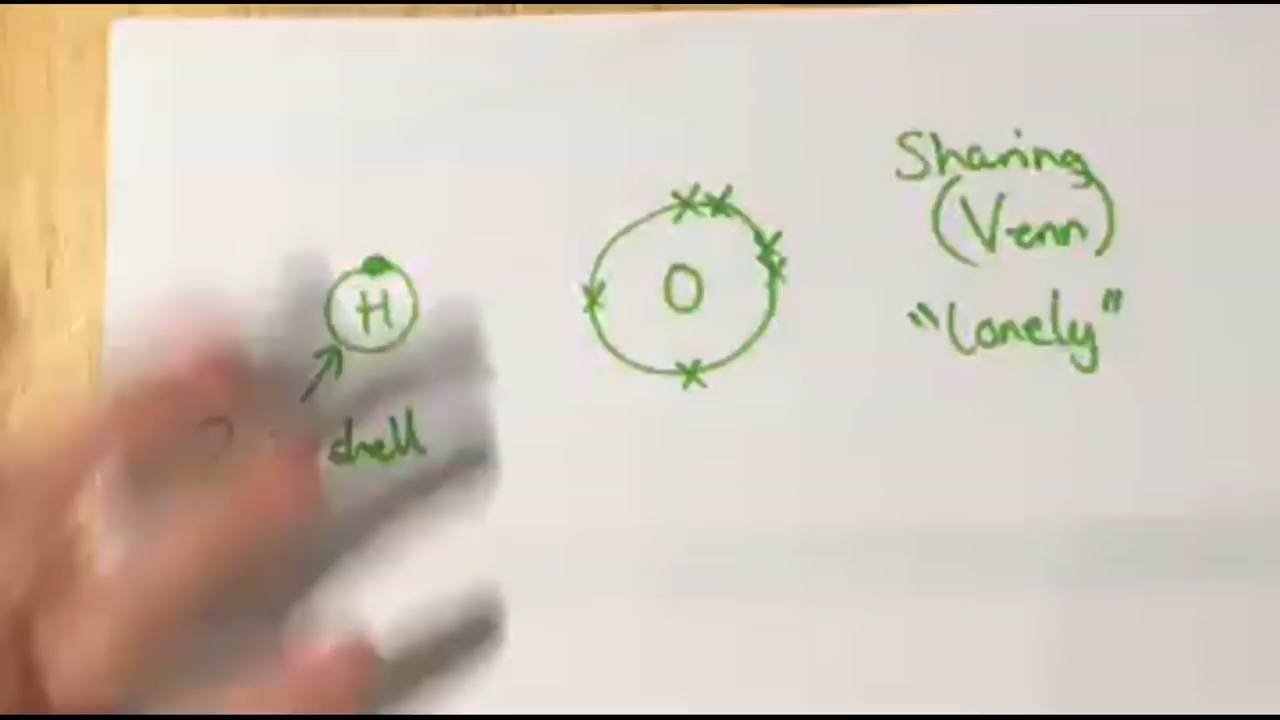 Sharing
(Venn)
"Lonely"
H
O
shell